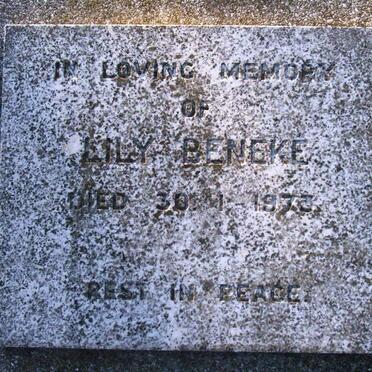 IN LOVING MEMORY
OF
LILY BENEKE
DIED 30-1-1973.
REST IN PEACE.